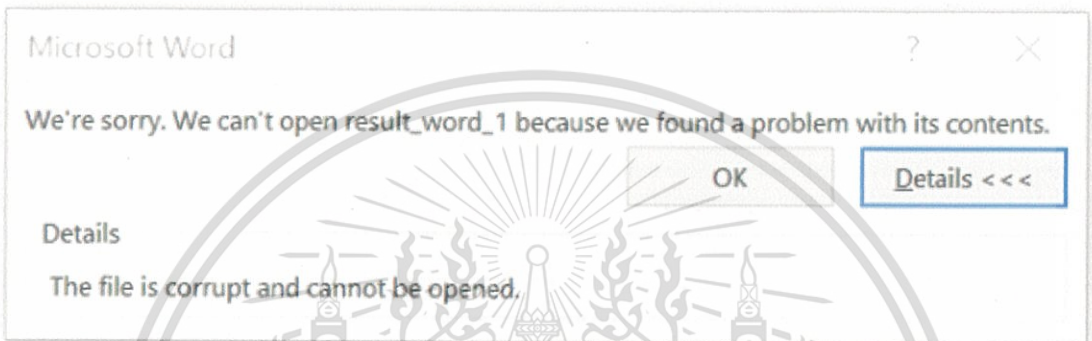 Microsoft Word ? ×
We're sorry. We can't open result_word_1 because we found a problem with its contents.
OK Details <<<
Details
The file is corrupt and cannot be opened.